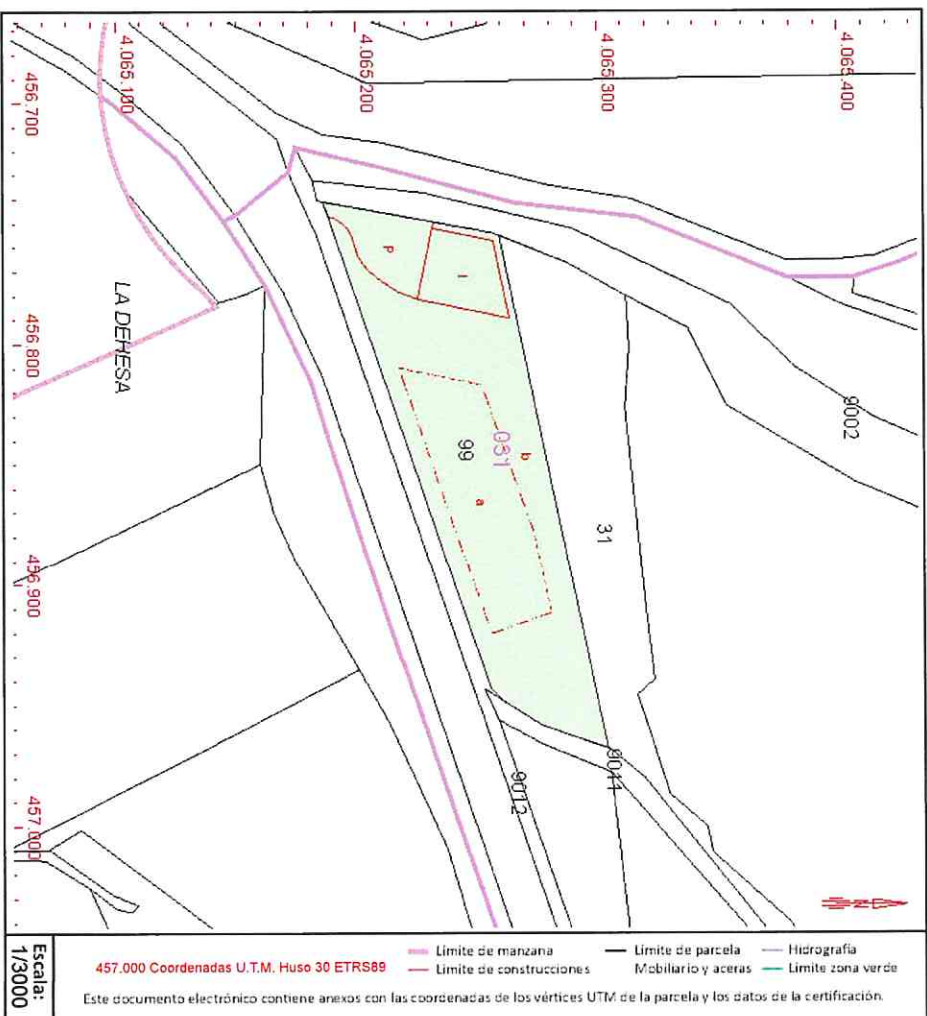 4.065.400
4.065.300
4.065.200
4.065.100
456.700
456.800
456.900
457.000
9002
31
b
081
99
a
I
P
9011
9012
LA DEHESA
N
Escala:
1/3000
457.000 Coordenadas U.T.M. Huso 30 ETRS89
Límite de manzana
Límite de construcciones
Límite de parcela
Mobiliario y aceras
Hidrografía
Límite zona verde
Este documento electrónico contiene anexos con las coordenadas de los vértices UTM de la parcela y los datos de la certificación.